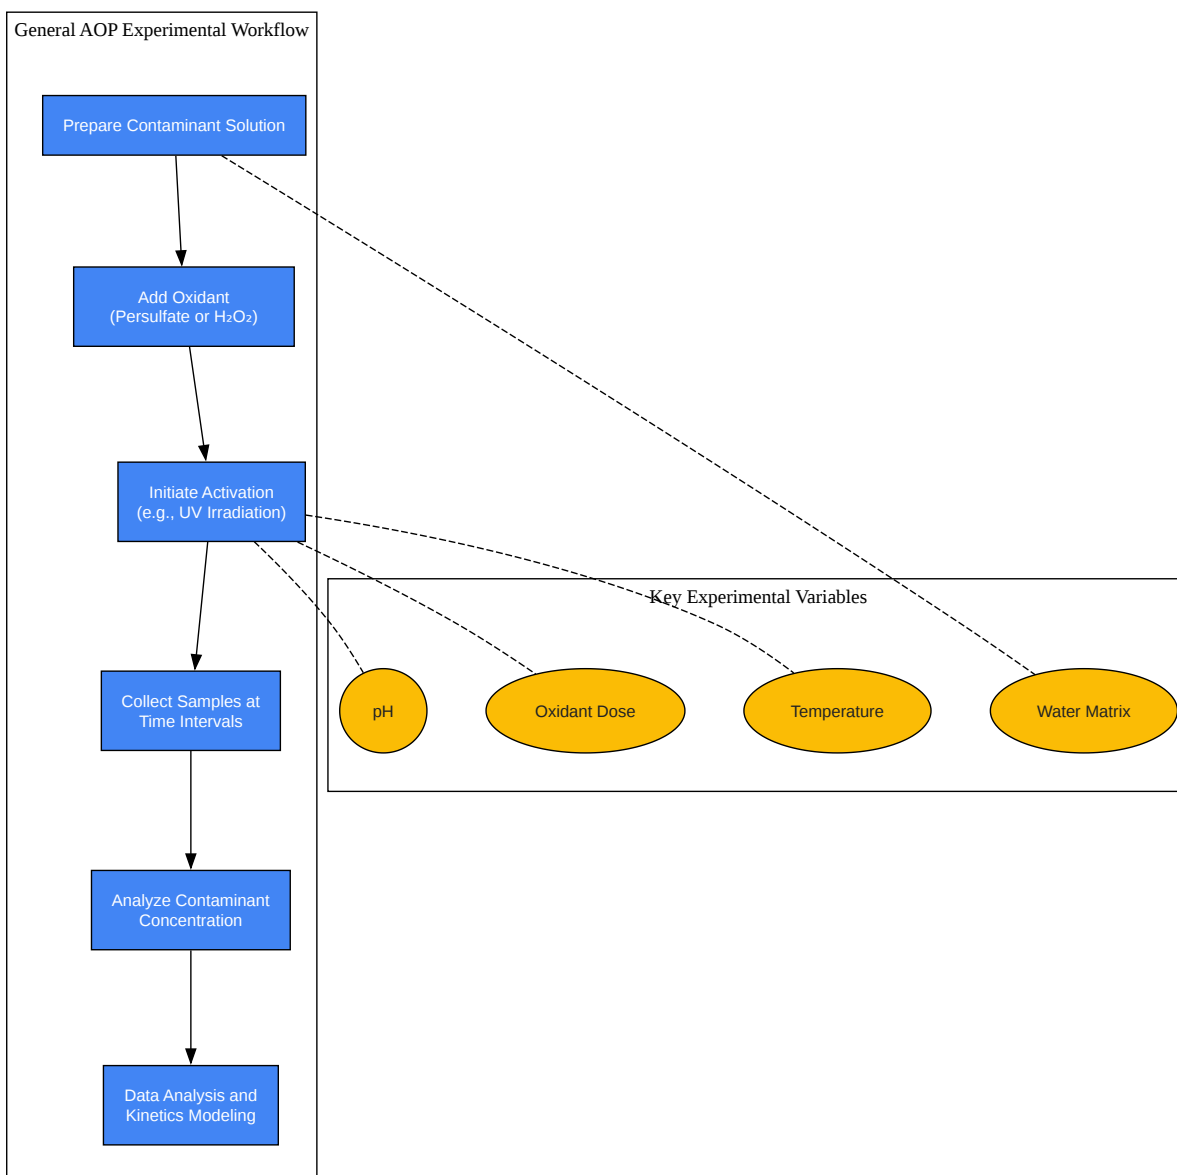 General AOP Experimental Workflow
Prepare Contaminant Solution
Add Oxidant
(Persulfate or H₂O₂)
Initiate Activation
(e.g., UV Irradiation)
Key Experimental Variables
Collect Samples at
Time Intervals
pH
Oxidant Dose
Temperature
Water Matrix
Analyze Contaminant
Concentration
Data Analysis and
Kinetics Modeling